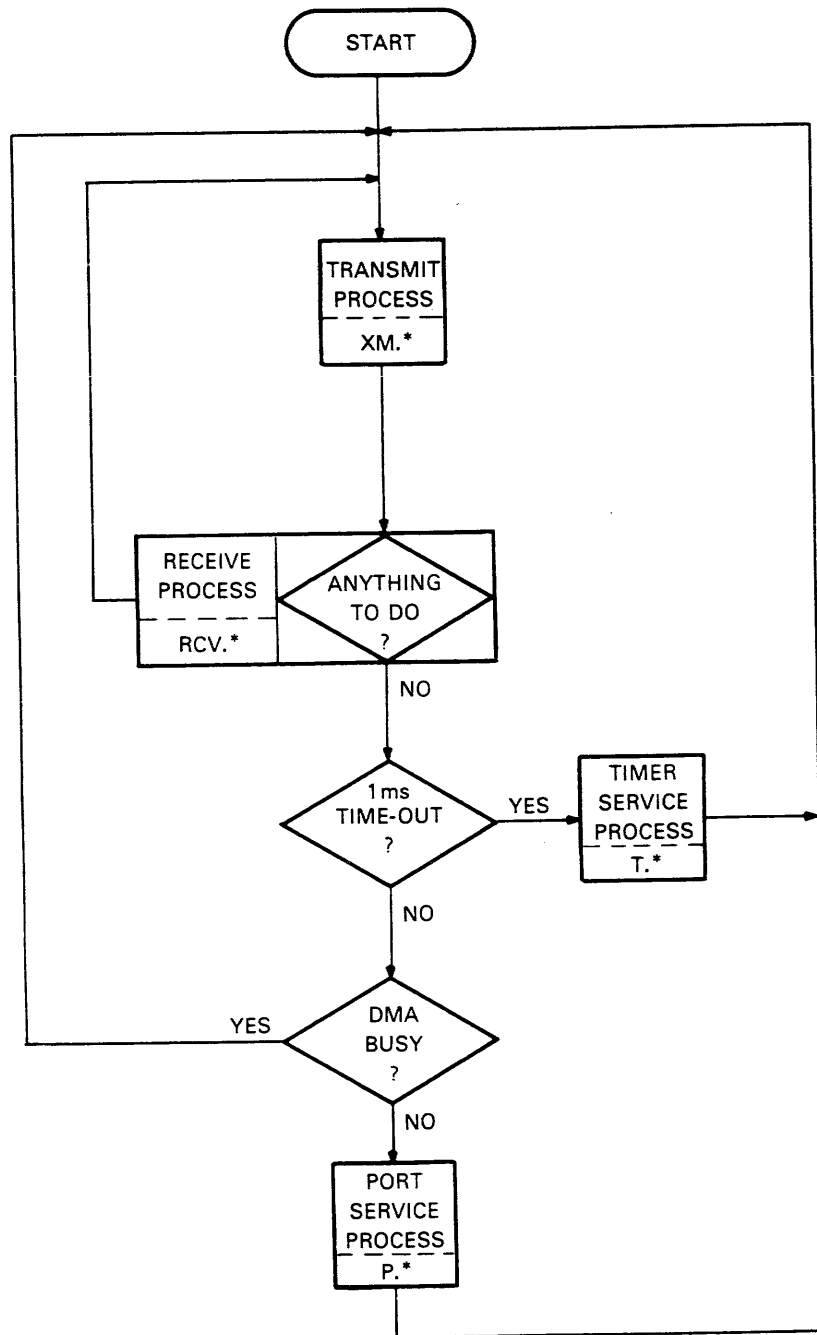 START
TRANSMIT
PROCESS
XM.*
RECEIVE
PROCESS
RCV.*
ANYTHING
TO DO
?
NO
1ms
TIME-OUT
?
YES
TIMER
SERVICE
PROCESS
T.*
NO
DMA
BUSY
?
YES
NO
PORT
SERVICE
PROCESS
P.*